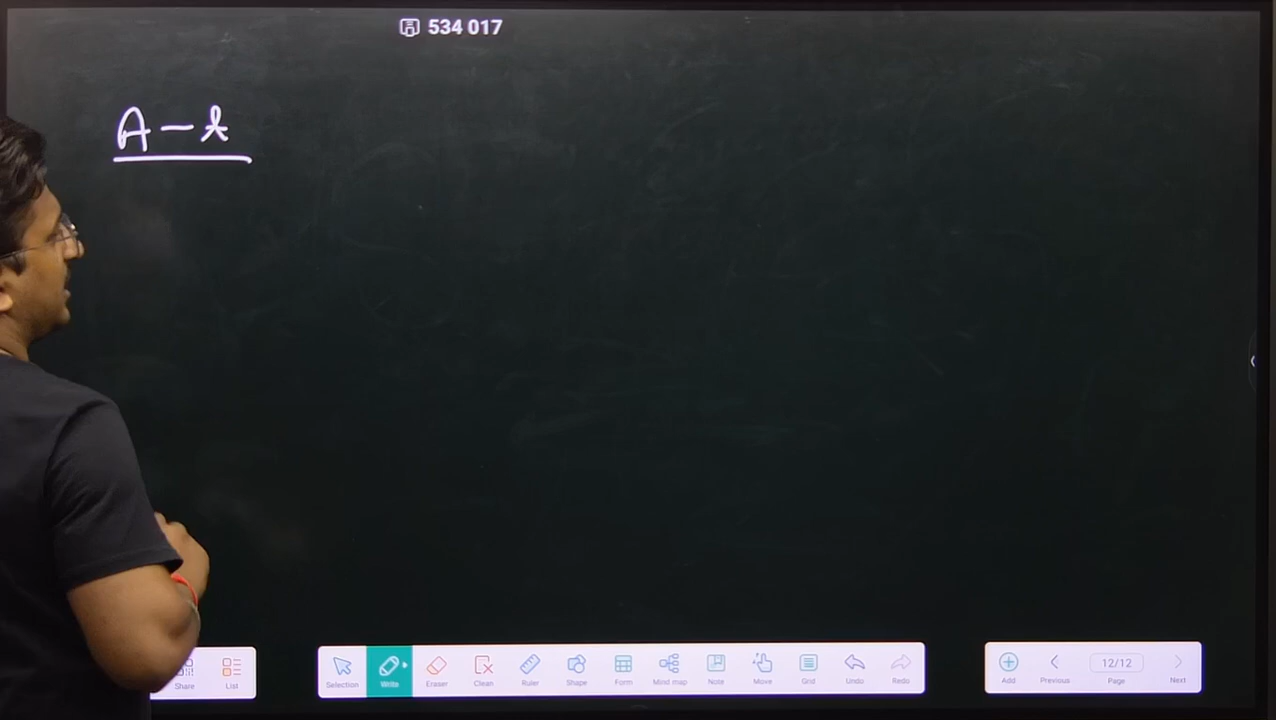 534 017
A - t
Share
List
Selection
Write
Eraser
Clean
Ruler
Shape
Form
Mind map
Note
Move
Grid
Undo
Redo
Add
Previous
12/12
Page
Next